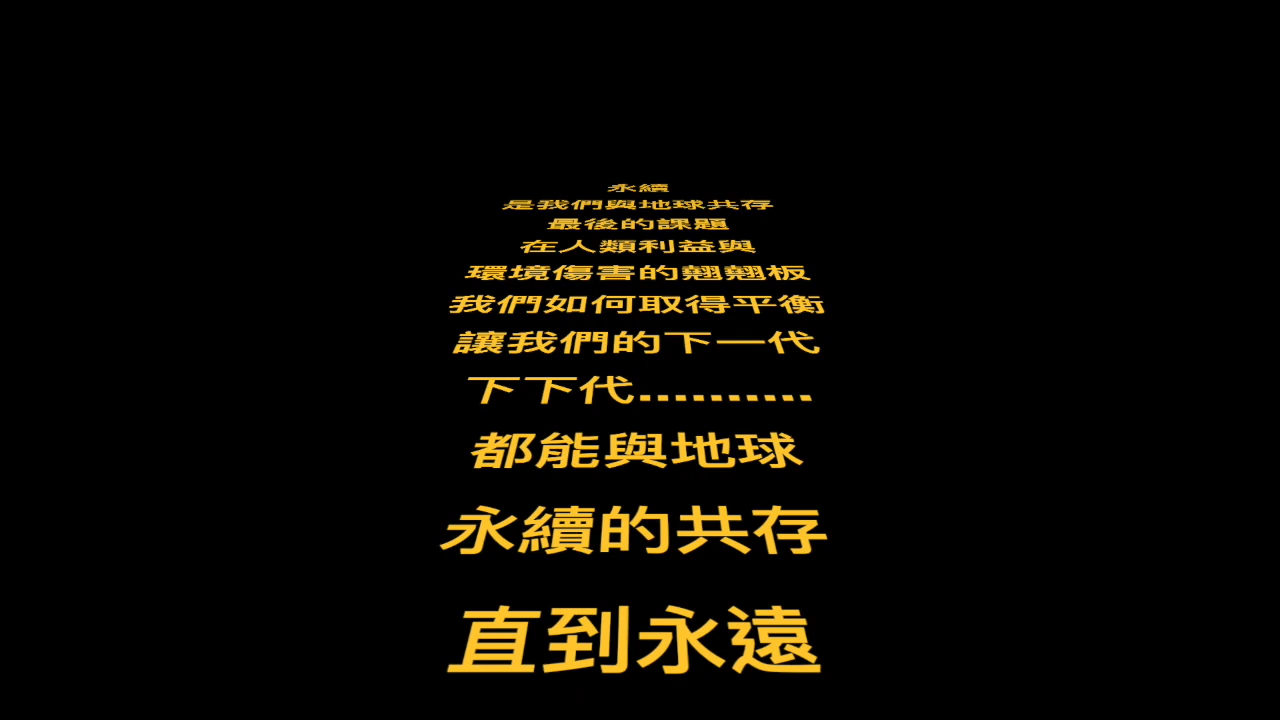 永續
是我們與地球共存
最後的課題
在人類利益與
環境傷害的翹翹板
我們如何取得平衡
讓我們的下一代
下下代..........
都能與地球
永續的共存
直到永遠